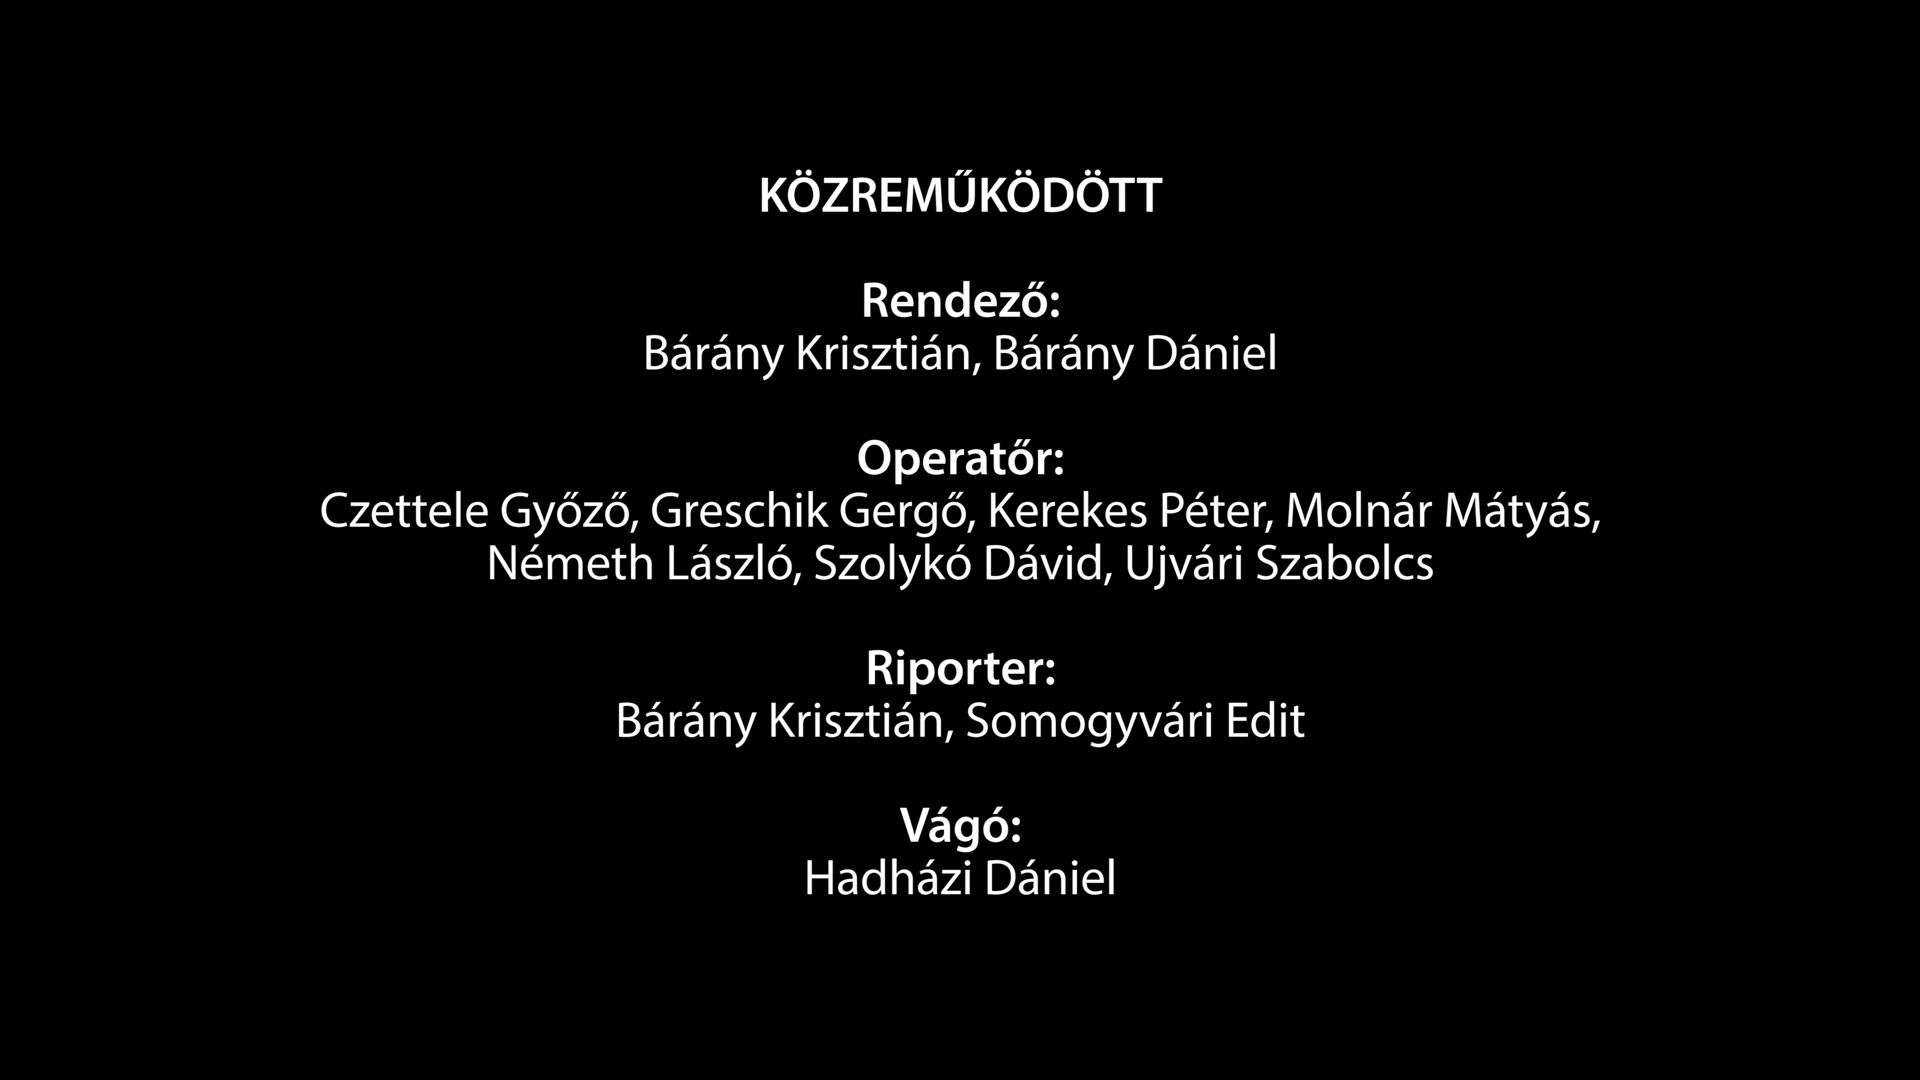 KÖZREMŰKÖDÖTT
Rendező:
Bárány Krisztián, Bárány Dániel
Operatőr:
Czettele Győző, Greschik Gergő, Kerekes Péter, Molnár Mátyás,
Németh László, Szolykó Dávid, Ujvári Szabolcs
Riporter:
Bárány Krisztián, Somogyvári Edit
Vágó:
Hadházi Dániel